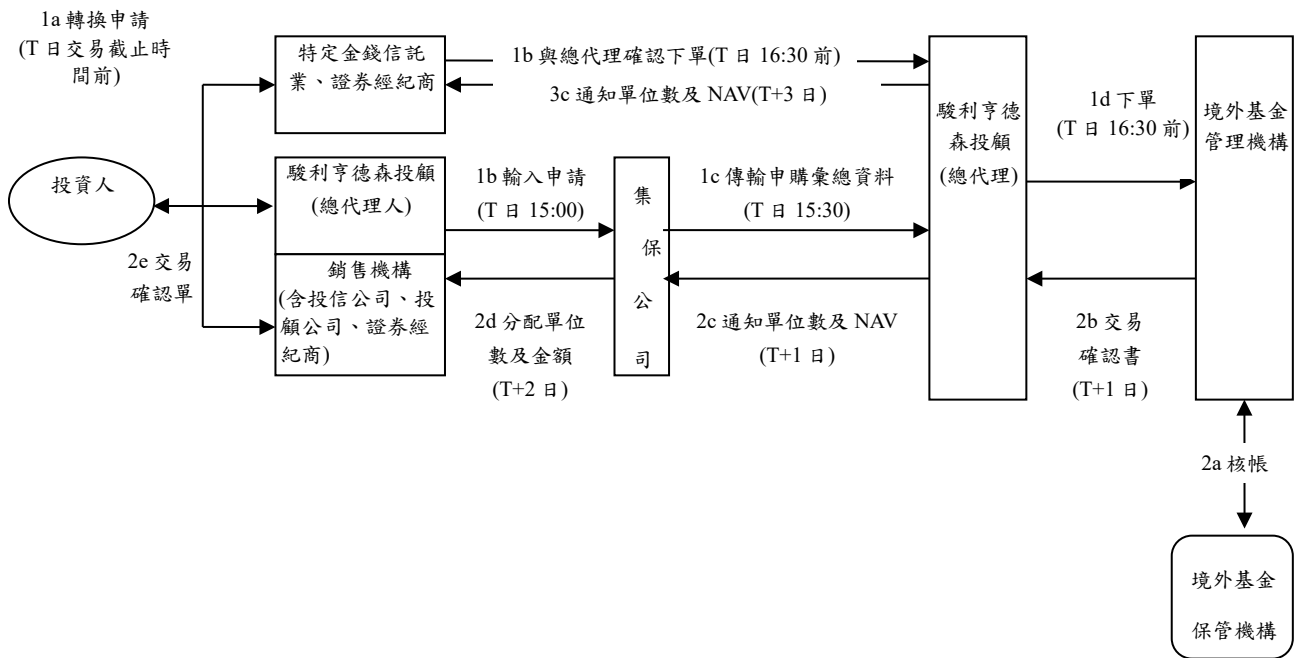 1a 轉換申請
(T 日交易截止時
間前)
特定金錢信託
業、證券經紀商
1b 與總代理確認下單(T 日 16:30 前)
3c 通知單位數及 NAV(T+3 日)
駿利亨德
森投顧
(總代理)
1d 下單
(T 日 16:30 前)
境外基金
管理機構
投資人
駿利亨德森投顧
(總代理人)
1b 輸入申請
(T 日 15:00)
集
保
公
司
1c 傳輸申購彙總資料
(T 日 15:30)
2e 交易
確認單
銷售機構
(含投信公司、投
顧公司、證券經
紀商)
2d 分配單位
數及金額
(T+2 日)
2c 通知單位數及 NAV
(T+1 日)
2b 交易
確認書
(T+1 日)
2a 核帳
境外基金
保管機構